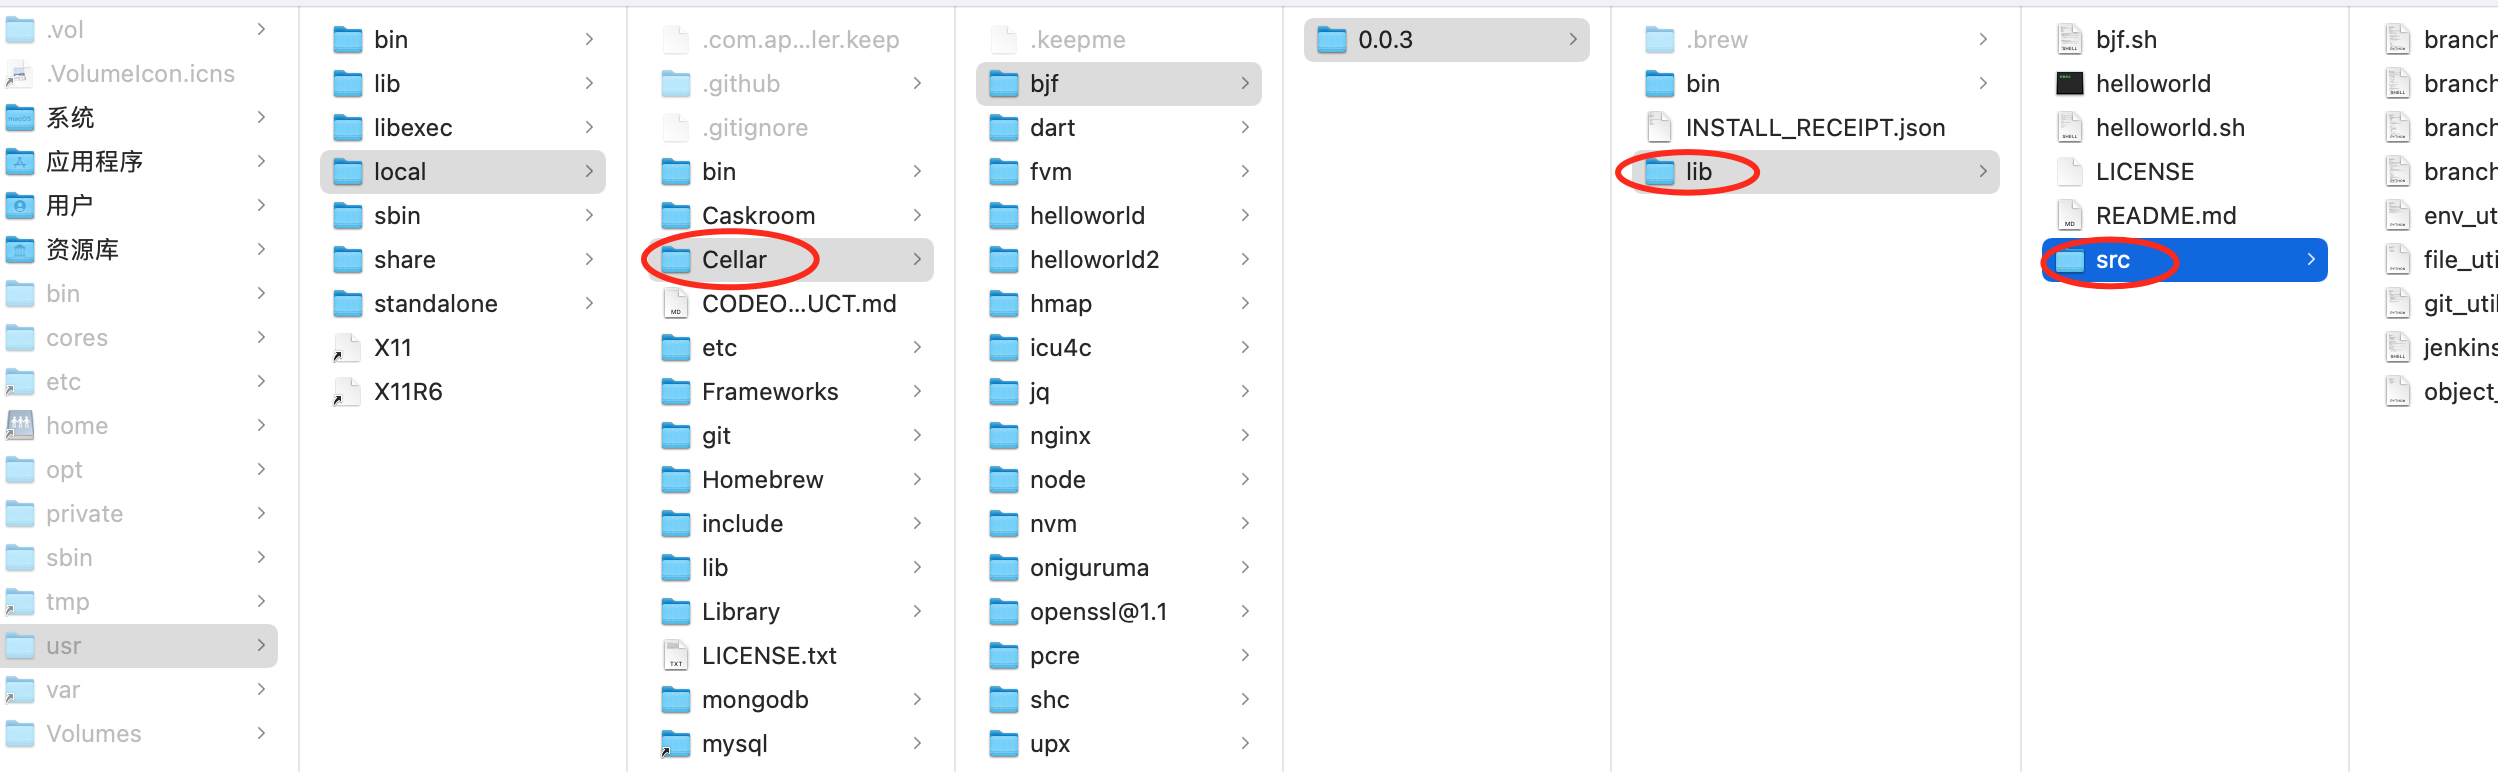 .vol
.VolumeIcon.icns
系统
应用程序
用户
资源库
bin
cores
etc
home
opt
private
sbin
tmp
usr
var
Volumes
bin
lib
libexec
local
sbin
share
standalone
X11
X11R6
.com.ap...ler.keep
.github
.gitignore
bin
Caskroom
Cellar
CODEO...UCT.md
etc
Frameworks
git
Homebrew
include
lib
Library
LICENSE.txt
mongodb
mysql
.keepme
bjf
dart
fvm
helloworld
helloworld2
hmap
icu4c
jq
nginx
node
nvm
oniguruma
openssl@1.1
pcre
shc
upx
0.0.3
.brew
bin
INSTALL_RECEIPT.json
lib
bjf.sh
helloworld
helloworld.sh
LICENSE
README.md
src
branch
branch
branch
branch
env_ut
file_uti
git_util
jenkins
object_